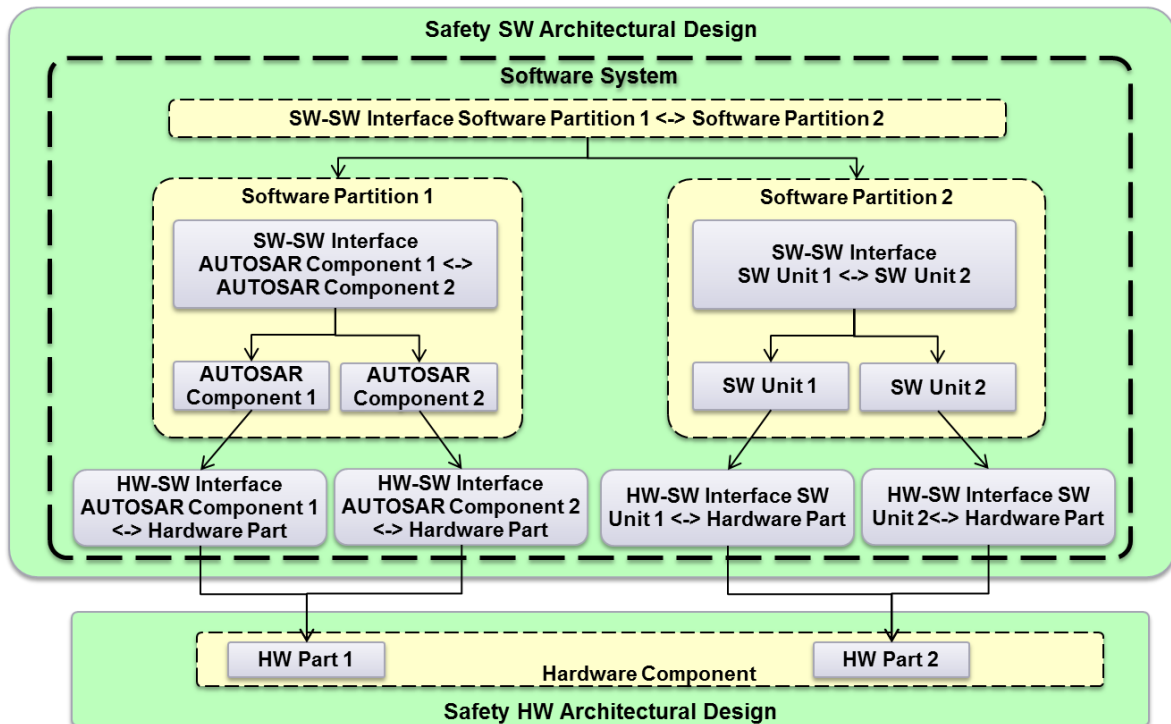 Safety SW Architectural Design
Software System
SW-SW Interface Software Partition 1 <-> Software Partition 2
Software Partition 1
SW-SW Interface
AUTOSAR Component 1 <->
AUTOSAR Component 2
AUTOSAR
Component 1
AUTOSAR
Component 2
Software Partition 2
SW-SW Interface
SW Unit 1 <-> SW Unit 2
SW Unit 1
SW Unit 2
HW-SW Interface
AUTOSAR Component 1
<-> Hardware Part
HW-SW Interface
AUTOSAR Component 2
<-> Hardware Part
HW-SW Interface SW
Unit 1 <-> Hardware Part
HW-SW Interface SW
Unit 2<-> Hardware Part
HW Part 1
HW Part 2
Hardware Component
Safety HW Architectural Design